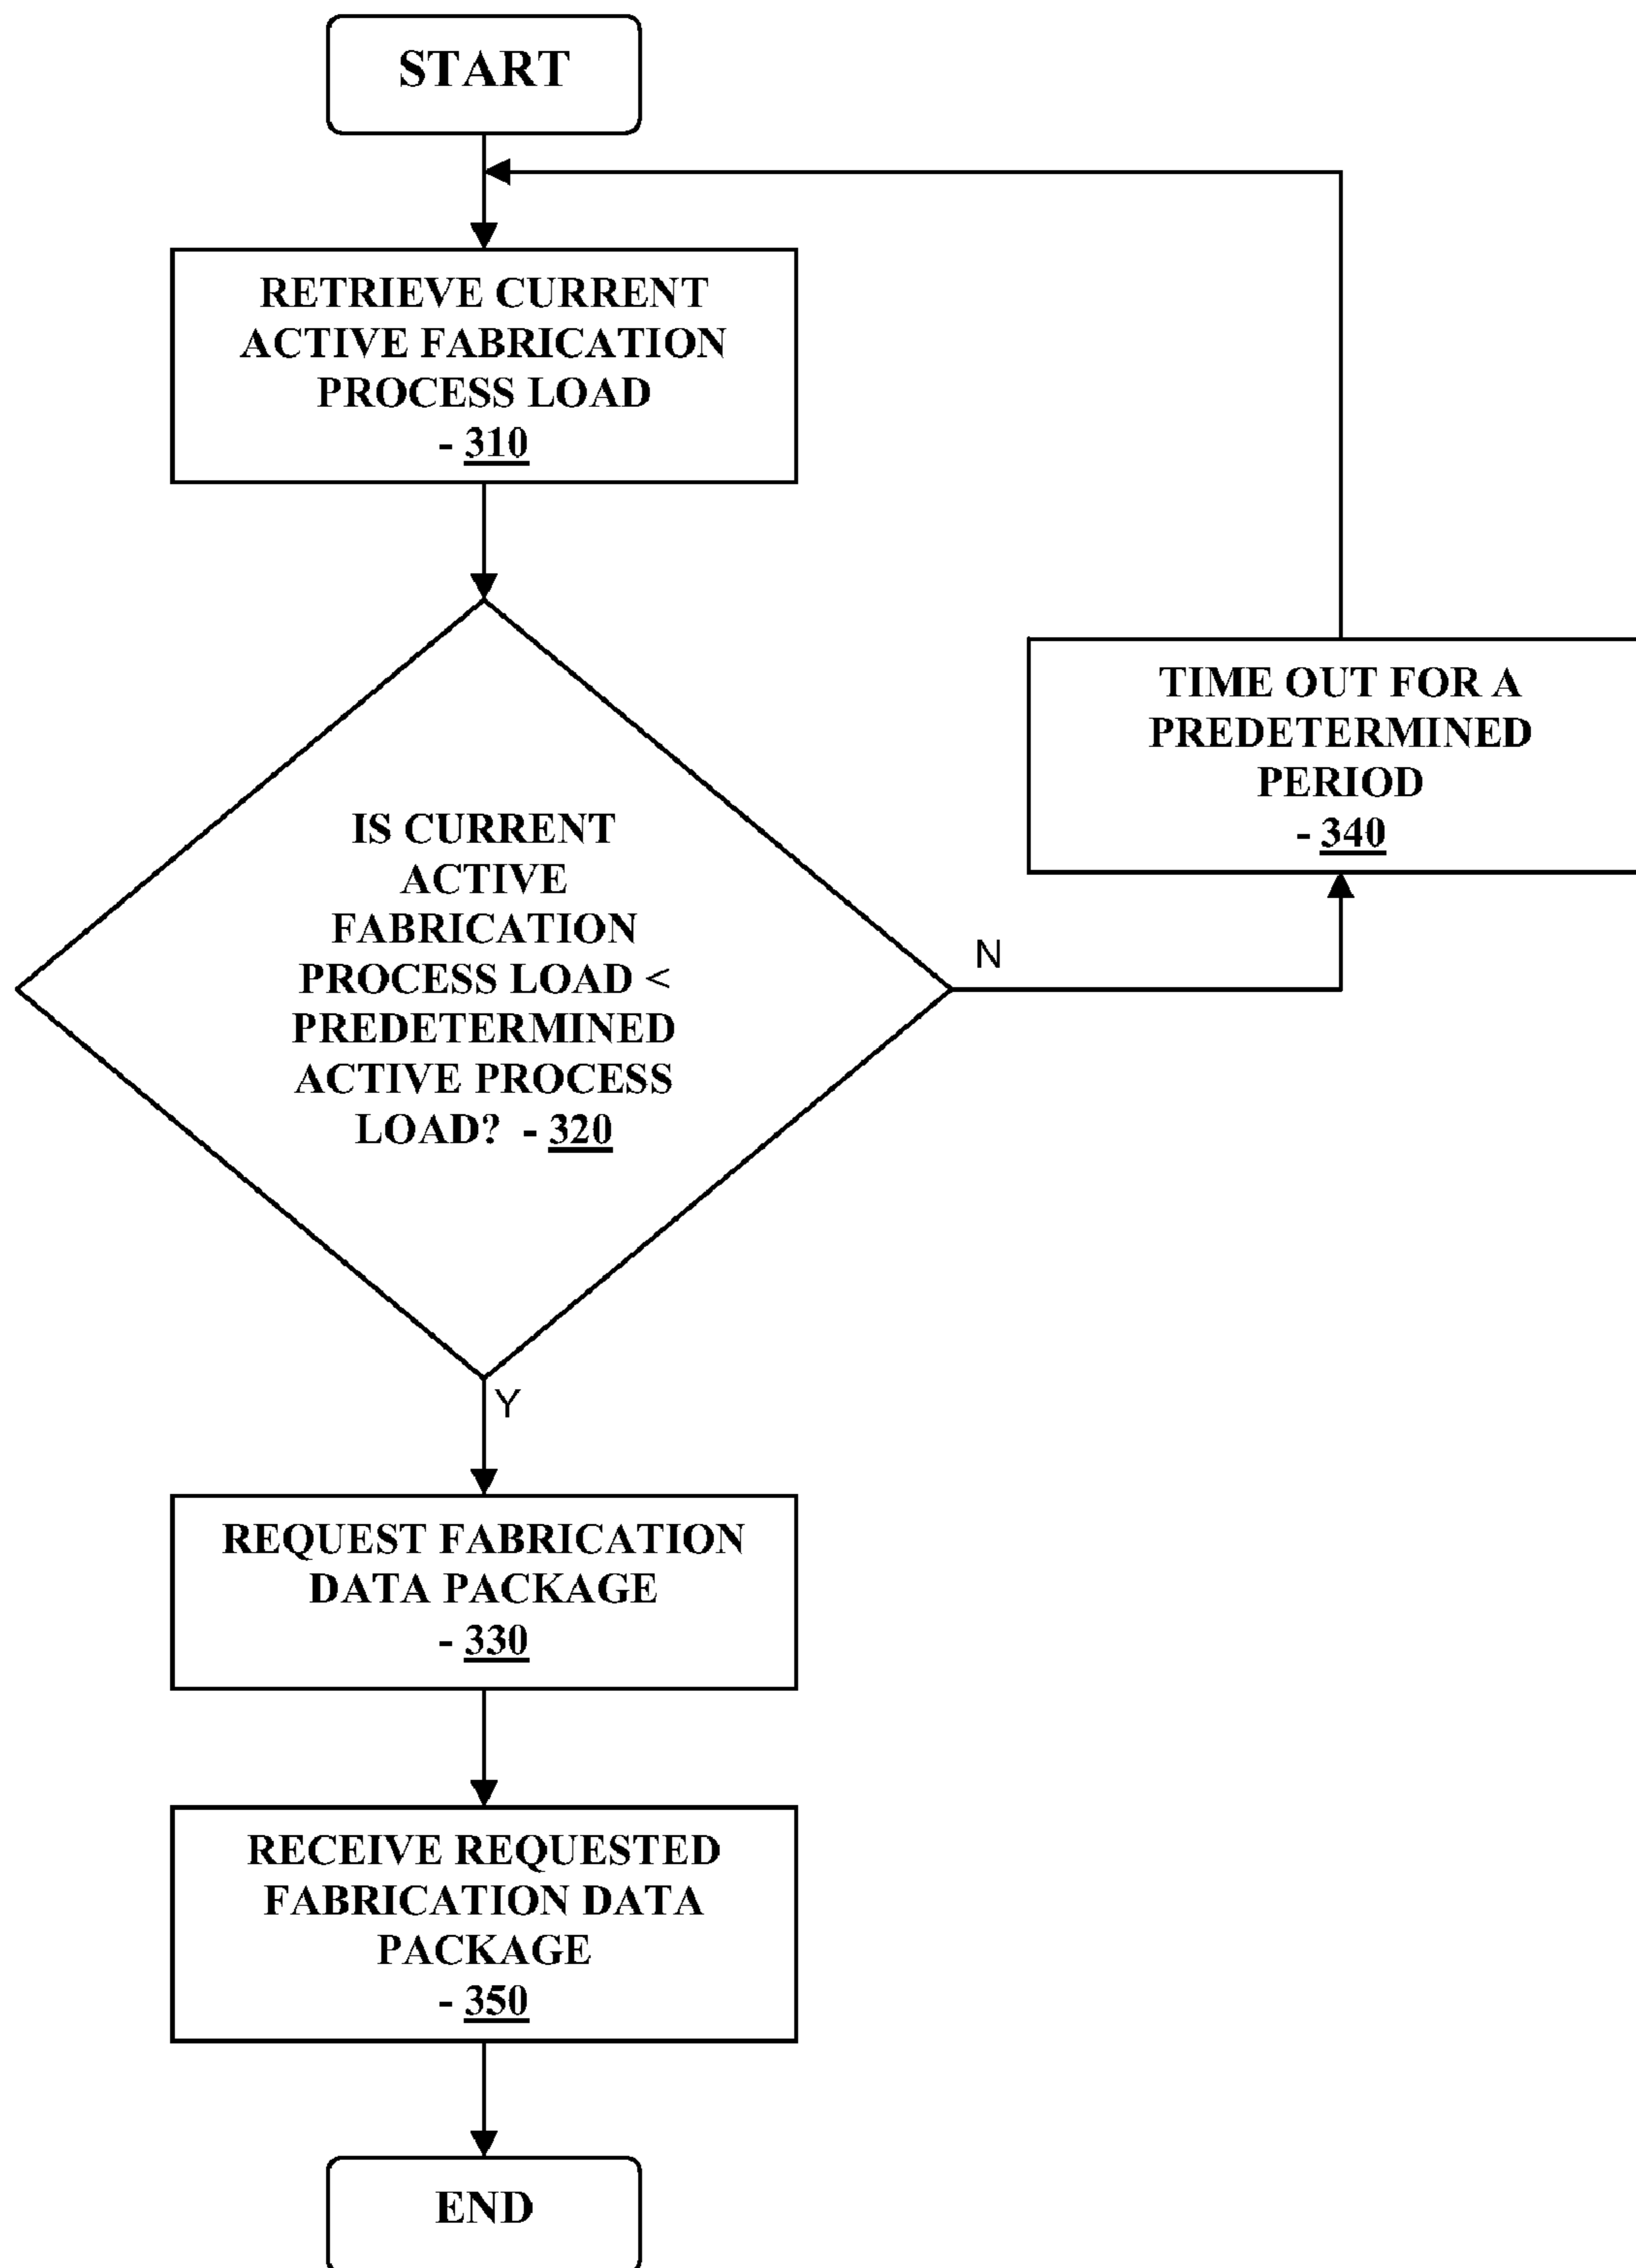 START
RETRIEVE CURRENT
ACTIVE FABRICATION
PROCESS LOAD
- 310
TIME OUT FOR A
PREDETERMINED
PERIOD
- 340
IS CURRENT
ACTIVE
FABRICATION
PROCESS LOAD <
PREDETERMINED
ACTIVE PROCESS
LOAD? - 320
N
Y
REQUEST FABRICATION
DATA PACKAGE
- 330
RECEIVE REQUESTED
FABRICATION DATA
PACKAGE
- 350
END